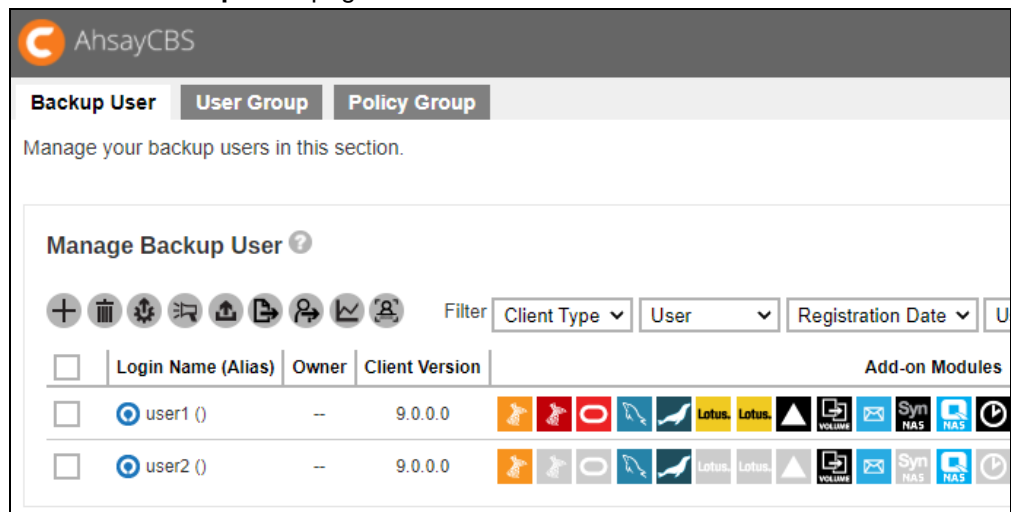 AhsayCBS
Backup User User Group Policy Group
Manage your backup users in this section.
Manage Backup User ?
Filter Client Type User Registration Date U
Login Name (Alias) Owner Client Version Add-on Modules
user1 () -- 9.0.0.0 Lotus. Lotus. VOLUME Syn NAS NAS
user2 () -- 9.0.0.0 Lotus. Lotus. VOLUME Syn NAS NAS